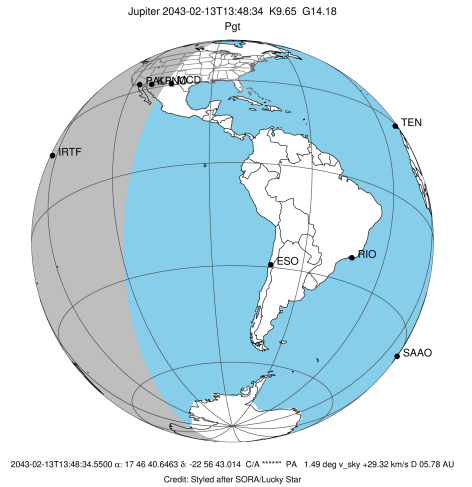 Jupiter 2043-02-13T13:48:34 K9.65 G14.18
Pgt
MCD
TEN
IRTF
ESO
RIO
SAAO
2043-02-13T13:48:34.5500 α: 17 46 40.6463 δ: -22 56 43.014 C/A *****" PA 1.49 deg v_sky +29.32 km/s D 05.78 AU
Credit: Styled after SORA/Lucky Star